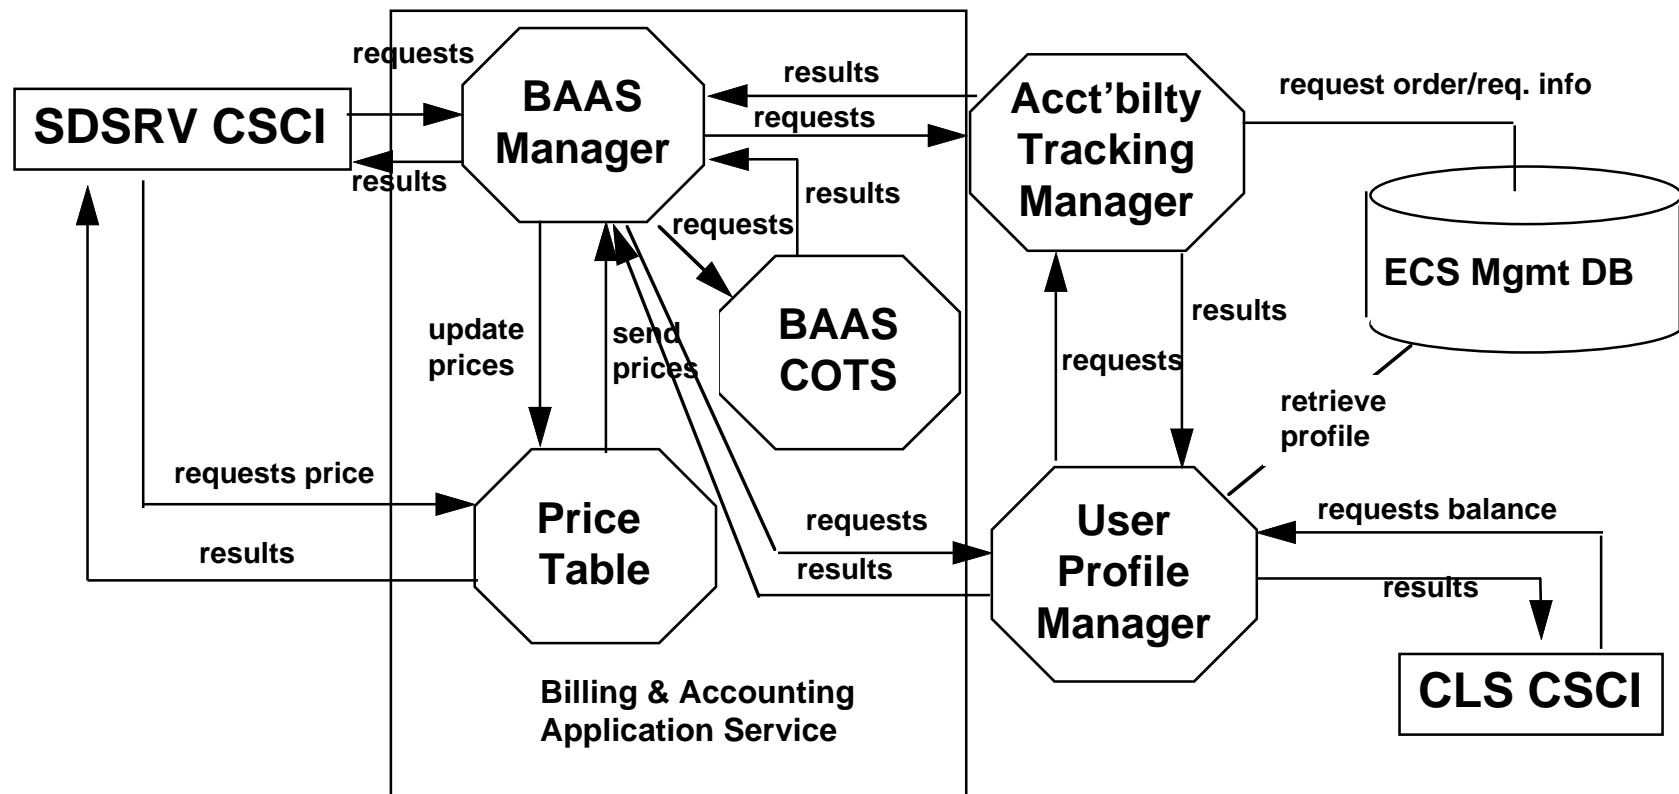 requests
SDSRV CSCI
results
BAAS
Manager
results
requests
Acct'bilty
Tracking
Manager
request order/req. info
ECS Mgmt DB
results
requests
BAAS
COTS
update
prices
send
prices
requests
results
retrieve
profile
requests price
results
Price
Table
requests
results
User
Profile
Manager
requests balance
results
CLS CSCI
Billing & Accounting
Application Service